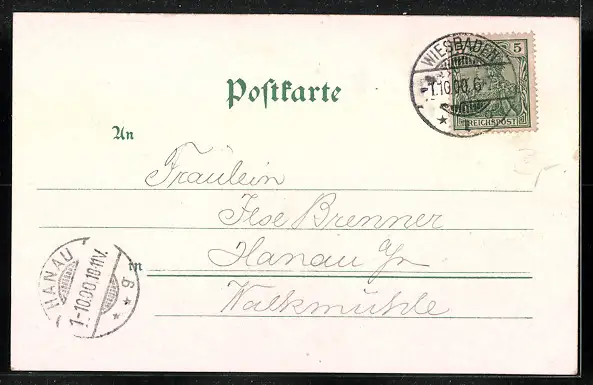 WIESBADEN
-1.10.00.6
5
REICHSPOST
Postkarte
An
Fräulein
Ilse Brenner
Hanau a/m
in
Walkmühle
HANAU
1-10.00.10-11V.
3,-